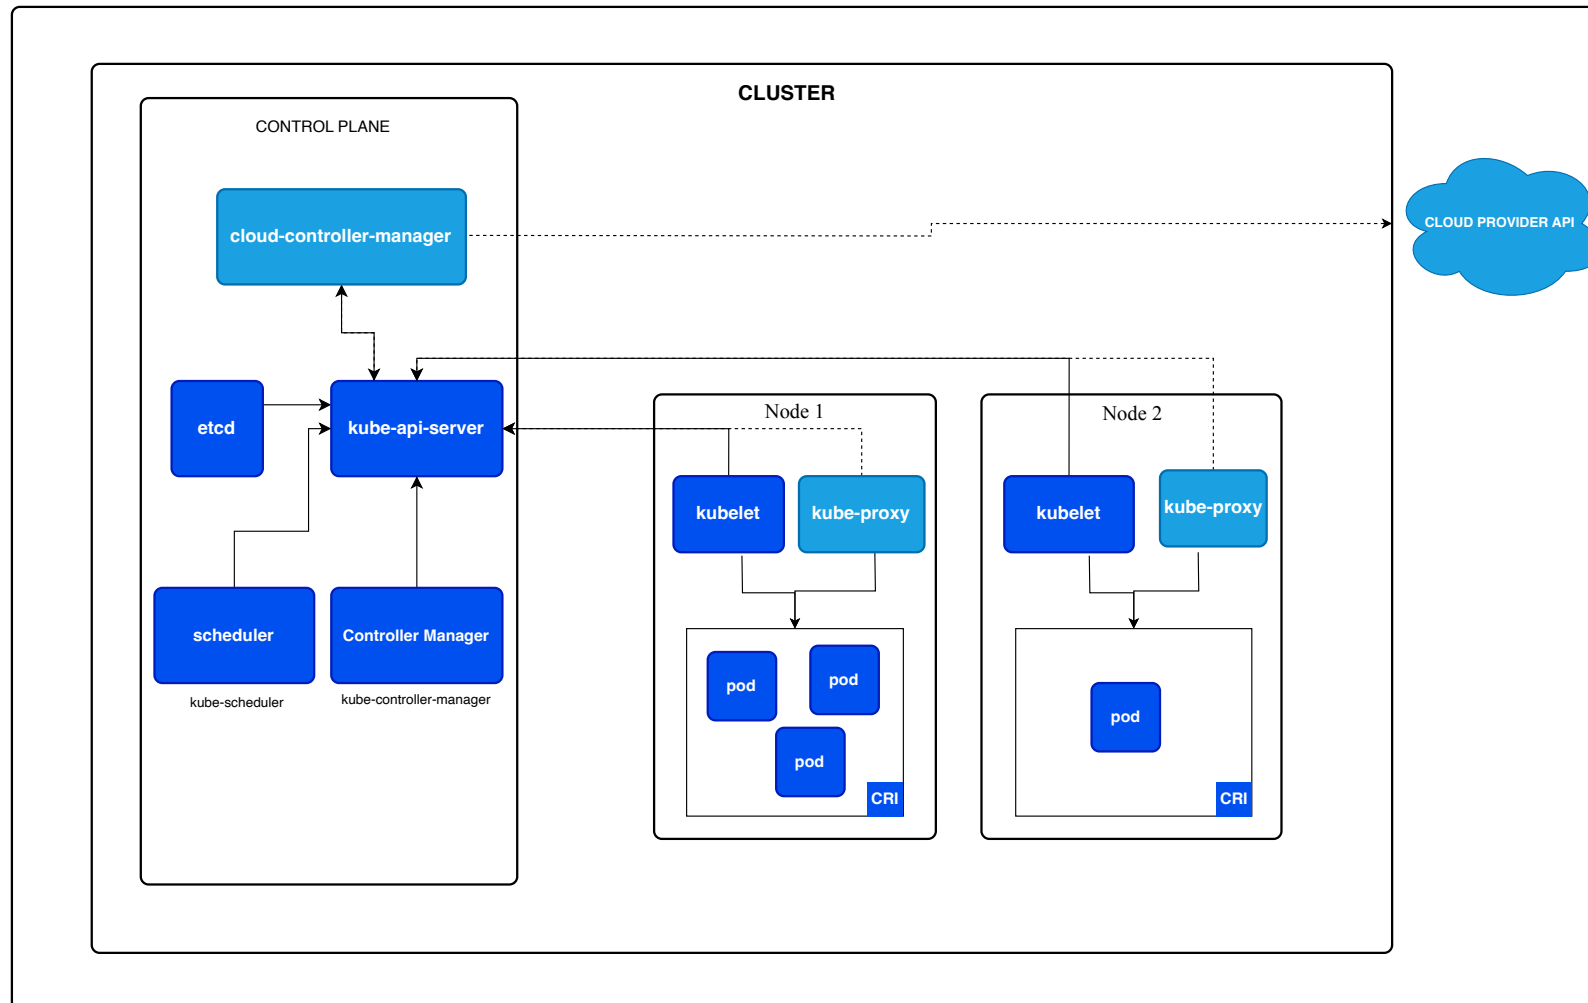 CLUSTER
CONTROL PLANE
cloud-controller-manager
CLOUD PROVIDER API
etcd
kube-api-server
Node 1
Node 2
kubelet
kube-proxy
kubelet
kube-proxy
scheduler
Controller Manager
kube-scheduler
kube-controller-manager
pod
pod
pod
CRI
pod
CRI